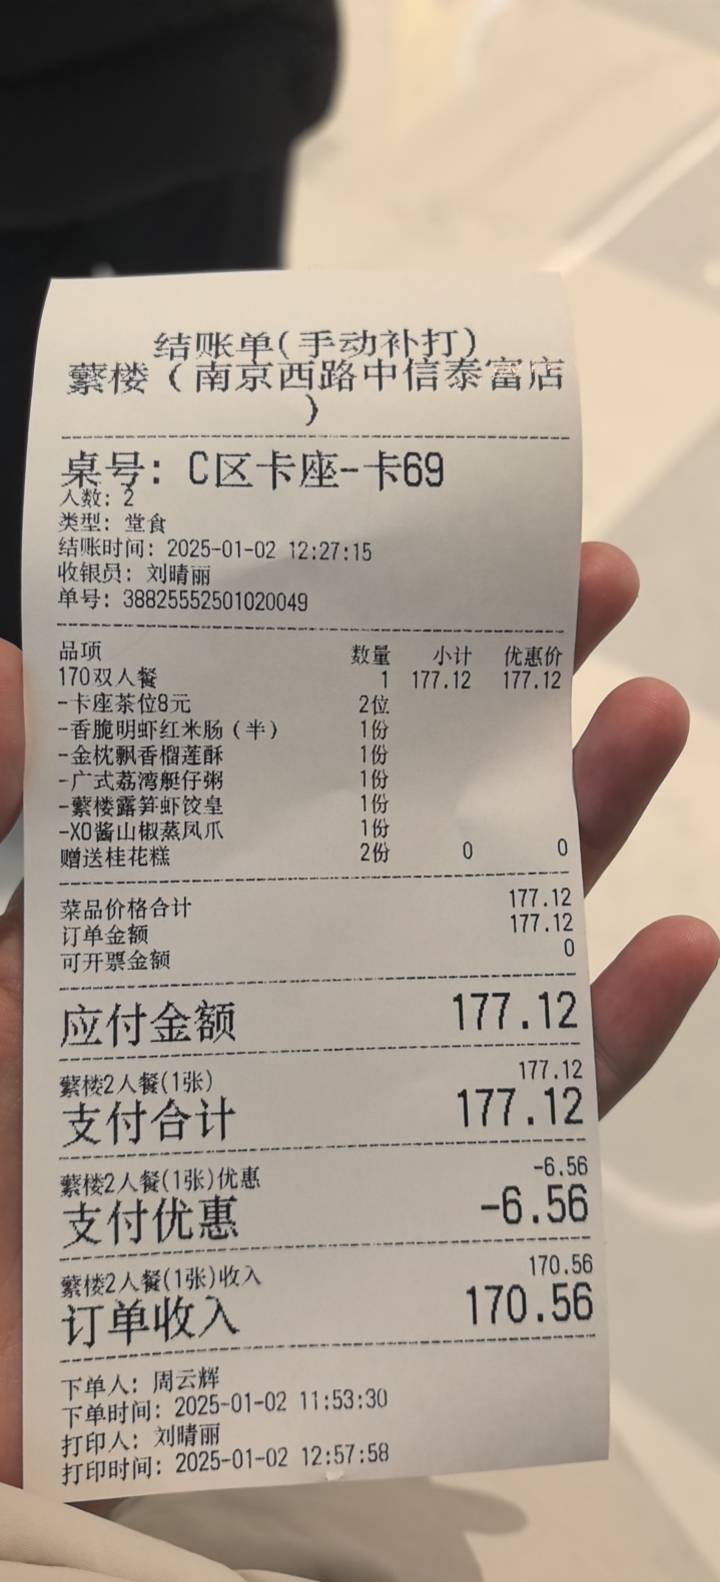 结账单(手动补打)
蘩楼（南京西路中信泰富店
）
桌号: C区卡座-卡69
人数: 2
类型: 堂食
结账时间: 2025-01-02 12:27:15
收银员: 刘晴丽
单号: 38825552501020049
品项 数量 小计 优惠价
170双人餐 1 177.12 177.12
-卡座茶位8元 2位
-香脆明虾红米肠（半） 1份
-金枕飘香榴莲酥 1份
-广式荔湾艇仔粥 1份
-蘩楼露笋虾饺皇 1份
-XO酱山椒蒸凤爪 1份
赠送桂花糕 2份 0 0
菜品价格合计 177.12
订单金额 177.12
可开票金额 0
应付金额 177.12
蘩楼2人餐(1张) 177.12
支付合计 177.12
蘩楼2人餐(1张)优惠 -6.56
支付优惠 -6.56
蘩楼2人餐(1张)收入 170.56
订单收入 170.56
下单人: 周云辉
下单时间: 2025-01-02 11:53:30
打印人: 刘晴丽
打印时间: 2025-01-02 12:57:58